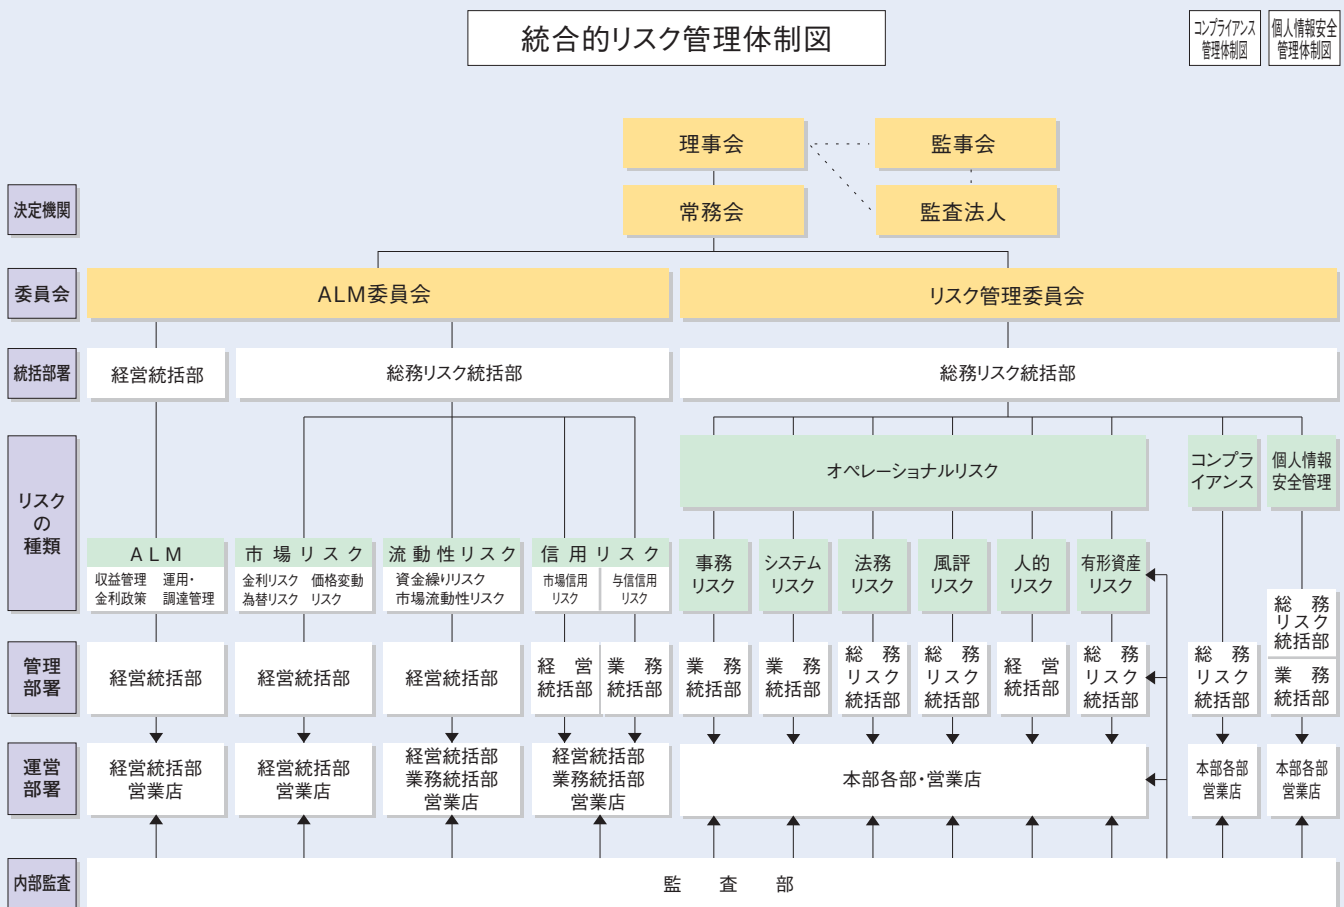 統合的リスク管理体制図
コンプライアンス
管理体制図
個人情報安全
管理体制図
理事会
監事会
決定機関
常務会
監査法人
委員会
ALM委員会
リスク管理委員会
統括部署
経営統括部
総務リスク統括部
総務リスク統括部
リスク
の
種類
オペレーショナルリスク
コンプラ
イアンス
個人情報
安全管理
ALM
収益管理 運用・
金利政策 調達管理
市場リスク
金利リスク 価格変動
為替リスク リスク
流動性リスク
資金繰りリスク
市場流動性リスク
信用リスク
市場信用
リスク
与信信用
リスク
事務
リスク
システム
リスク
法務
リスク
風評
リスク
人的
リスク
有形資産
リスク
管理
部署
経営統括部
経営統括部
経営統括部
経営
統括部
業務
統括部
業務
統括部
業務
統括部
総務
リスク
統括部
総務
リスク
統括部
経営
統括部
総務
リスク
統括部
総務
リスク
統括部
総務
リスク
統括部
業務
統括部
運営
部署
経営統括部
営業店
経営統括部
営業店
経営統括部
業務統括部
営業店
経営統括部
業務統括部
営業店
本部各部・営業店
本部各部
営業店
本部各部
営業店
内部監査
監査部